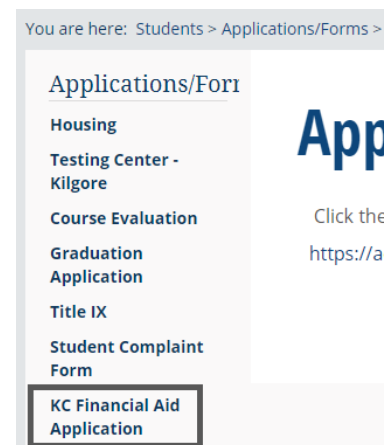 You are here: Students > Applications/Forms >
Applications/For
Housing
Testing Center -
Kilgore
Course Evaluation
Graduation
Application
Title IX
Student Complaint
Form
KC Financial Aid
Application
App
Click the
https://a